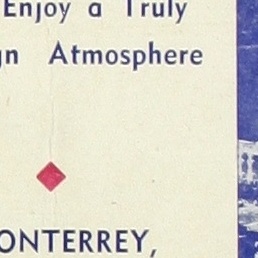 Enjoy a Truly
gn Atmosphere
ONTERREY,